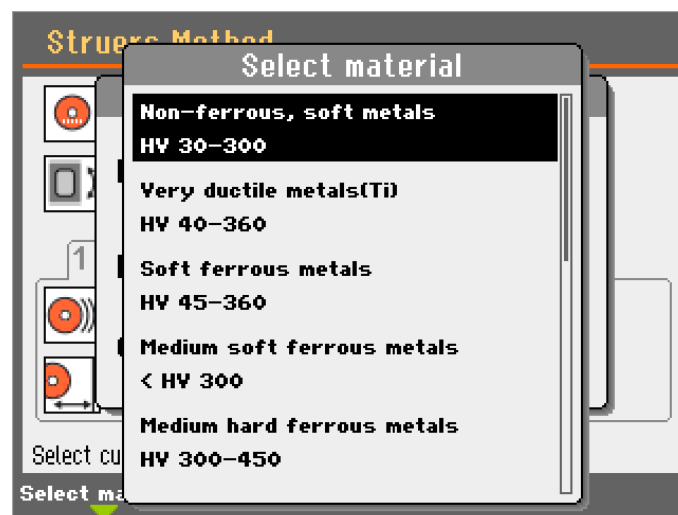 Struers Method
Select material
Non-ferrous, soft metals
HV 30-300
Very ductile metals(Ti)
HV 40-360
Soft ferrous metals
HV 45-360
Medium soft ferrous metals
< HV 300
Medium hard ferrous metals
HV 300-450
1
Select cu
Select ma